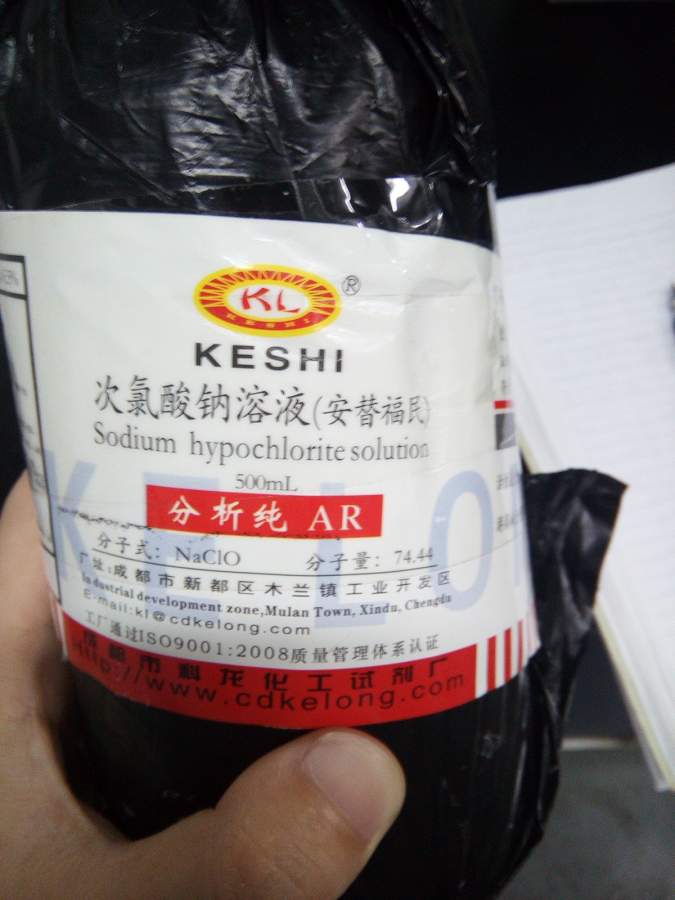 KL
KESHI
®
KESHI
次氯酸钠溶液(安替福民)
Sodium hypochlorite solution
500mL
分析纯 AR
分子式: NaClO 分子量: 74.44
厂址:成都市新都区木兰镇工业开发区
Industrial development zone,Mulan Town, Xindu, Chengdu
E-mail:kl@cdkelong.com
工厂通过ISO9001:2008质量管理体系认证
成都市科龙化工试剂厂
http://www.cdkelong.com
KELO